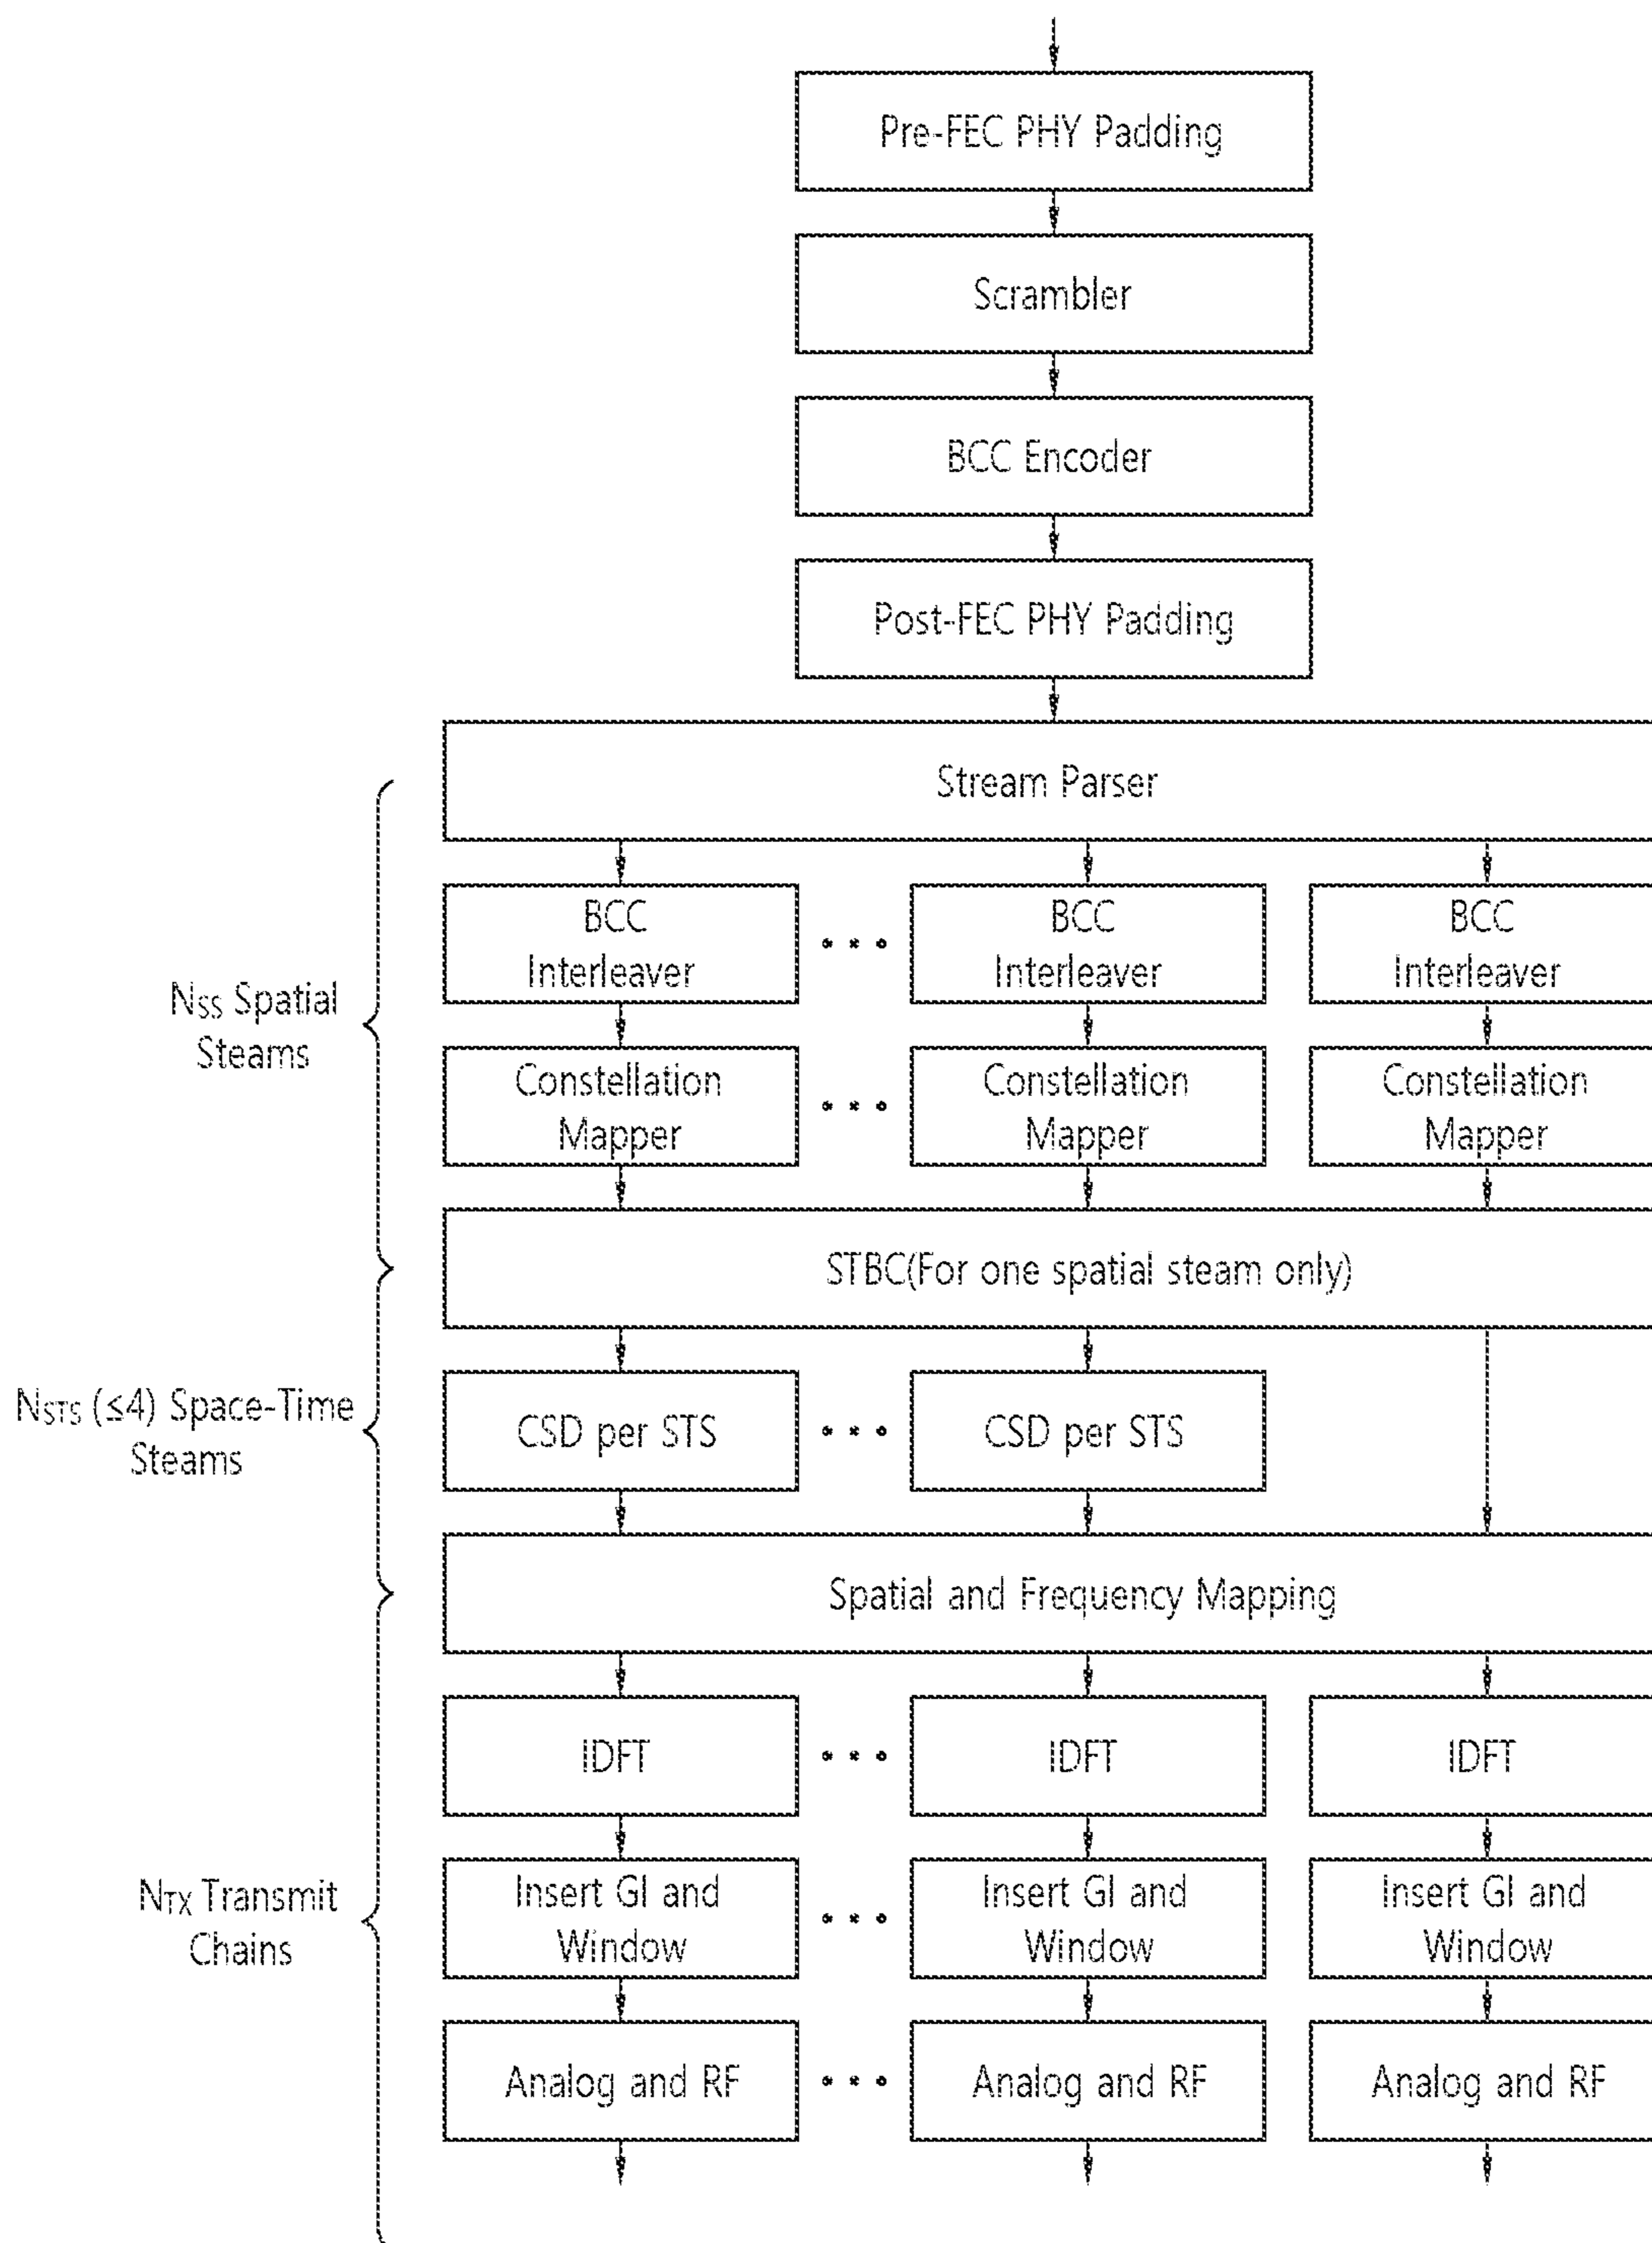 Pre-FEC PHY Padding
Scrambler
BCC Encoder
Post-FEC PHY Padding
Stream Parser
BCC
Interleaver
BCC
Interleaver
BCC
Interleaver
NSS Spatial
Steams
Constellation
Mapper
Constellation
Mapper
Constellation
Mapper
STBC(For one spatial steam only)
NSTS (≤4) Space-Time
Steams
CSD per STS
CSD per STS
Spatial and Frequency Mapping
IDFT
IDFT
IDFT
NTX Transmit
Chains
Insert GI and
Window
Insert GI and
Window
Insert GI and
Window
Analog and RF
Analog and RF
Analog and RF